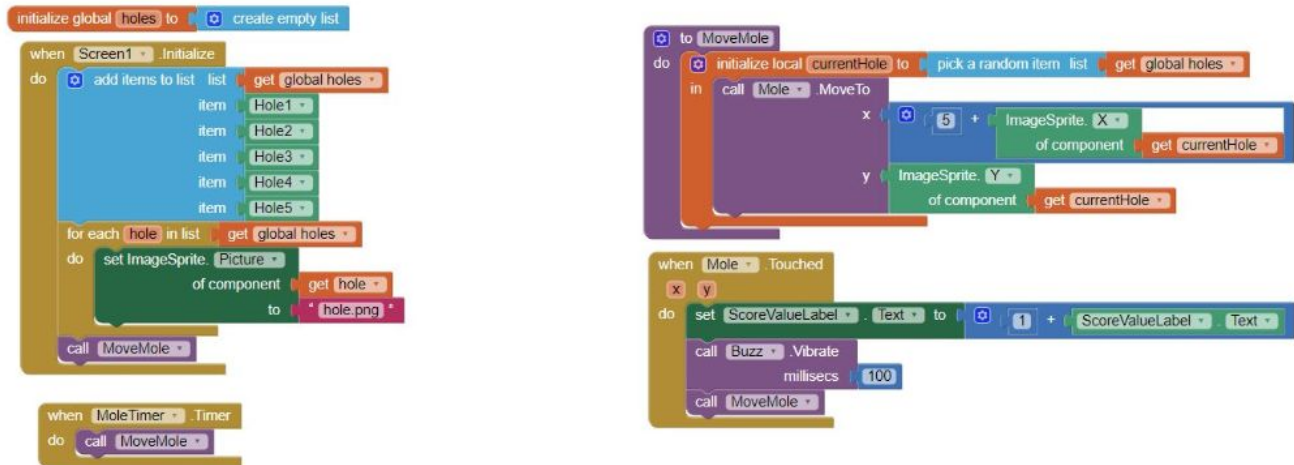 initialize global holes to create empty list
when Screen1 .Initialize
do add items to list list get global holes
item Hole1
item Hole2
item Hole3
item Hole4
item Hole5
for each hole in list get global holes
do set ImageSprite. Picture
of component get hole
to " hole.png "
call MoveMole
when MoleTimer .Timer
do call MoveMole
to MoveMole
do initialize local currentHole to pick a random item list get global holes
in call Mole .MoveTo
x 5 + ImageSprite. X
of component get currentHole
y ImageSprite. Y
of component get currentHole
when Mole .Touched
x y
do set ScoreValueLabel . Text to 1 + ScoreValueLabel . Text
call Buzz .Vibrate
millisecs 100
call MoveMole